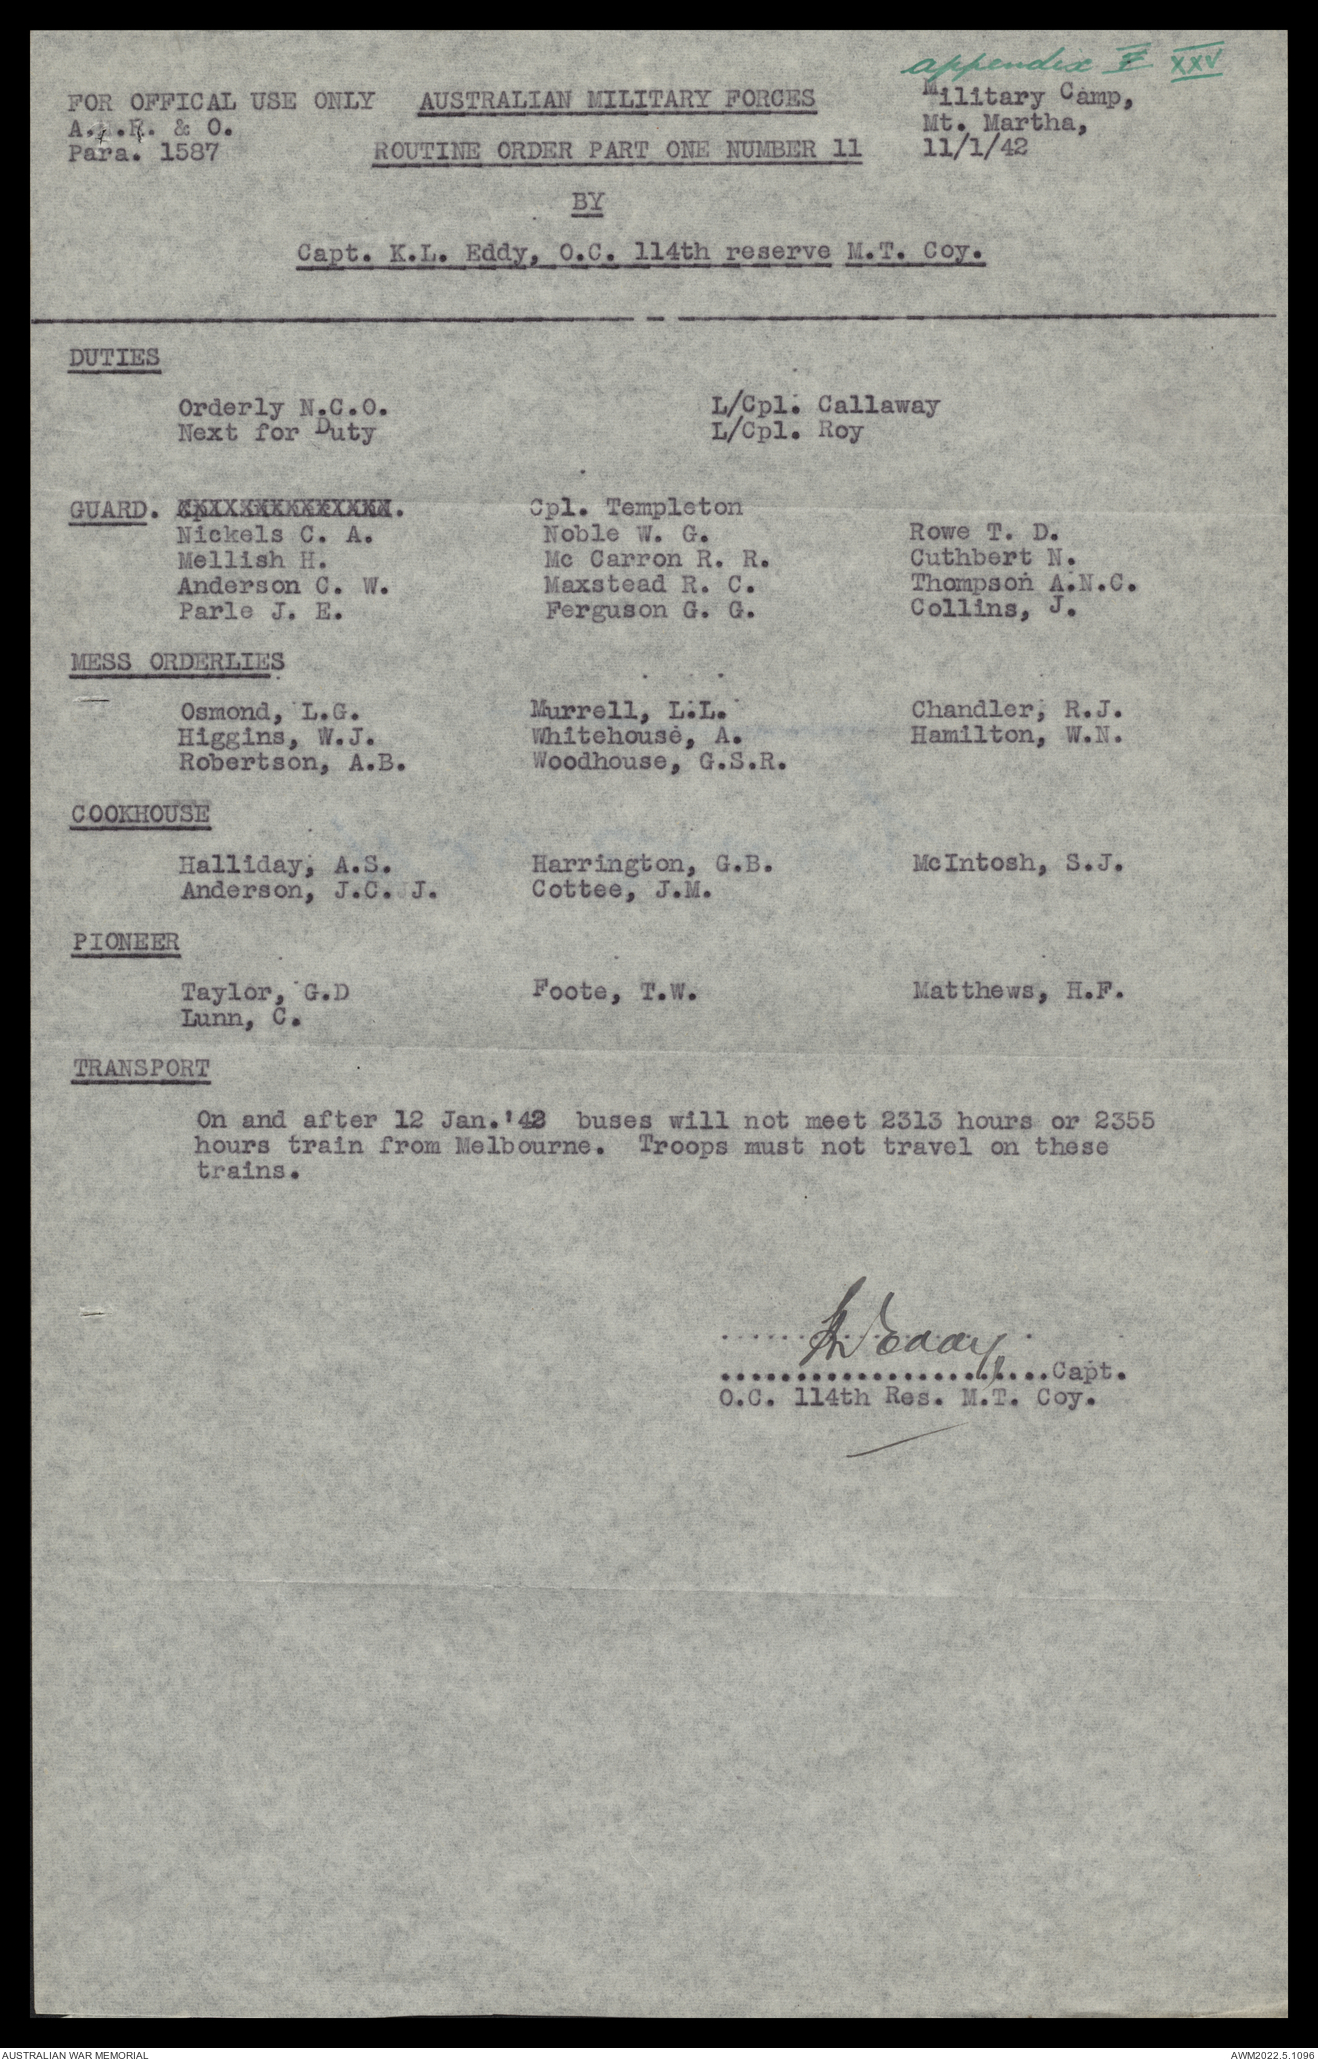 appendix V XXV
FOR OFFICAL USE ONLY AUSTRALIAN MILITARY FORCES Military Camp,
A.M.R. & O. Mt. Martha,
Para. 1587 ROUTINE ORDER PART ONE NUMBER 11 11/1/42
BY
Capt. K.L. Eddy, O.C. 114th reserve M.T. Coy.
DUTIES
Orderly N.C.O. L/Cpl. Callaway
Next for Duty L/Cpl. Roy
GUARD. Cpl. Templeton
Nickels C. A. Noble W. G. Rowe T. D.
Mellish H. Mc Carron R. R. Cuthbert N.
Anderson C. W. Maxstead R. C. Thompson A.N.C.
Parle J. E. Ferguson G. G. Collins, J.
MESS ORDERLIES
Osmond, L.G. Murrell, L.L. Chandler, R.J.
Higgins, W.J. Whitehouse, A. Hamilton, W.N.
Robertson, A.B. Woodhouse, G.S.R.
COOKHOUSE
Halliday, A.S. Harrington, G.B. McIntosh, S.J.
Anderson, J.C. J. Cottee, J.M.
PIONEER
Taylor, G.D Foote, T.W. Matthews, H.F.
Lunn, C.
TRANSPORT
On and after 12 Jan.'42 buses will not meet 2313 hours or 2355
hours train from Melbourne. Troops must not travel on these
trains.
Eddy
......................Capt.
O.C. 114th Res. M.T. Coy.
AUSTRALIAN WAR MEMORIAL AWM2022.5.1096